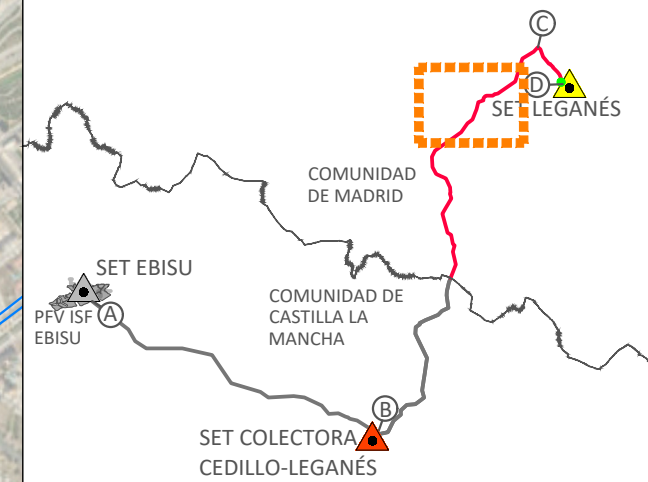 C
D
SET LEGANÉS
COMUNIDAD
DE MADRID
SET EBISU
COMUNIDAD DE
CASTILLA LA
MANCHA
PFV ISF
EBISU
A
B
SET COLECTORA
CEDILLO-LEGANÉS